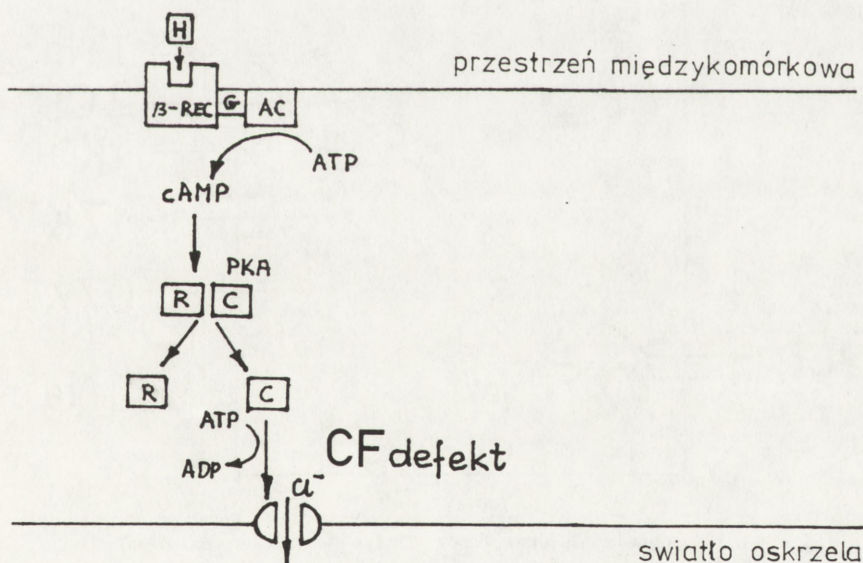 H
przestrzeń międzykomórkowa
β-REC G AC
ATP
cAMP
PKA
R C
R C
ATP
CF defekt
ADP
Cl⁻
światło oskrzela